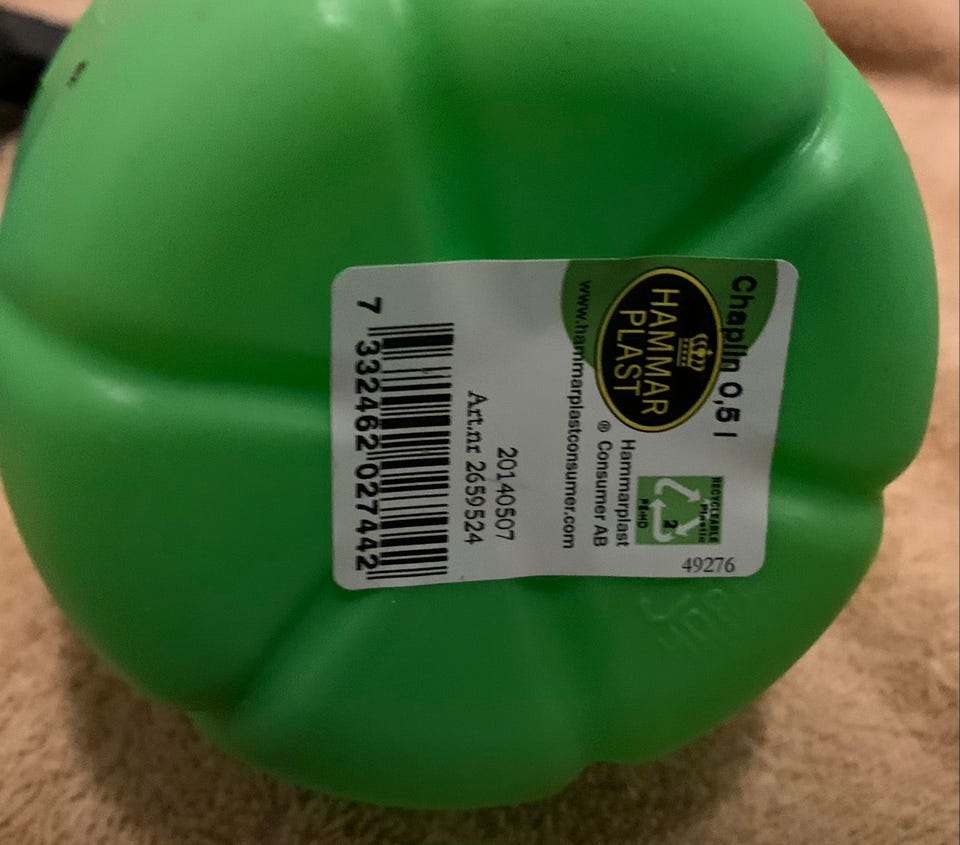 Chaplin 0,5 l
HAMMAR
PLAST
www.hammarplastconsumer.com
Hammarplast
® Consumer AB
RECYCLEABLE
Plastic
2
PEHD
49276
20140507
Art.nr 2659524
7 332462 027442